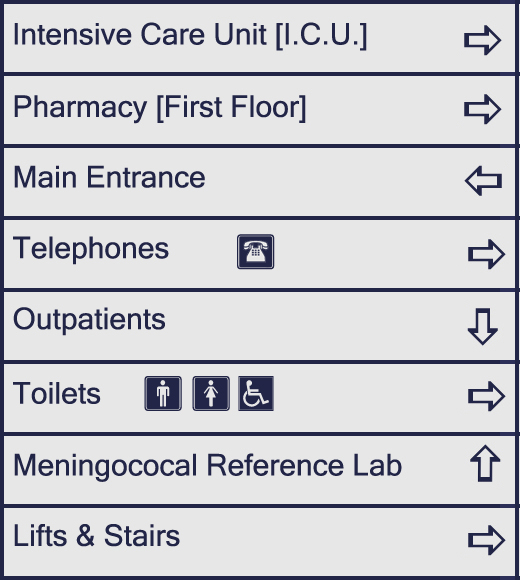 Intensive Care Unit [I.C.U.]
Pharmacy [First Floor]
Main Entrance
Telephones
Outpatients
Toilets
Meningococal Reference Lab
Lifts & Stairs